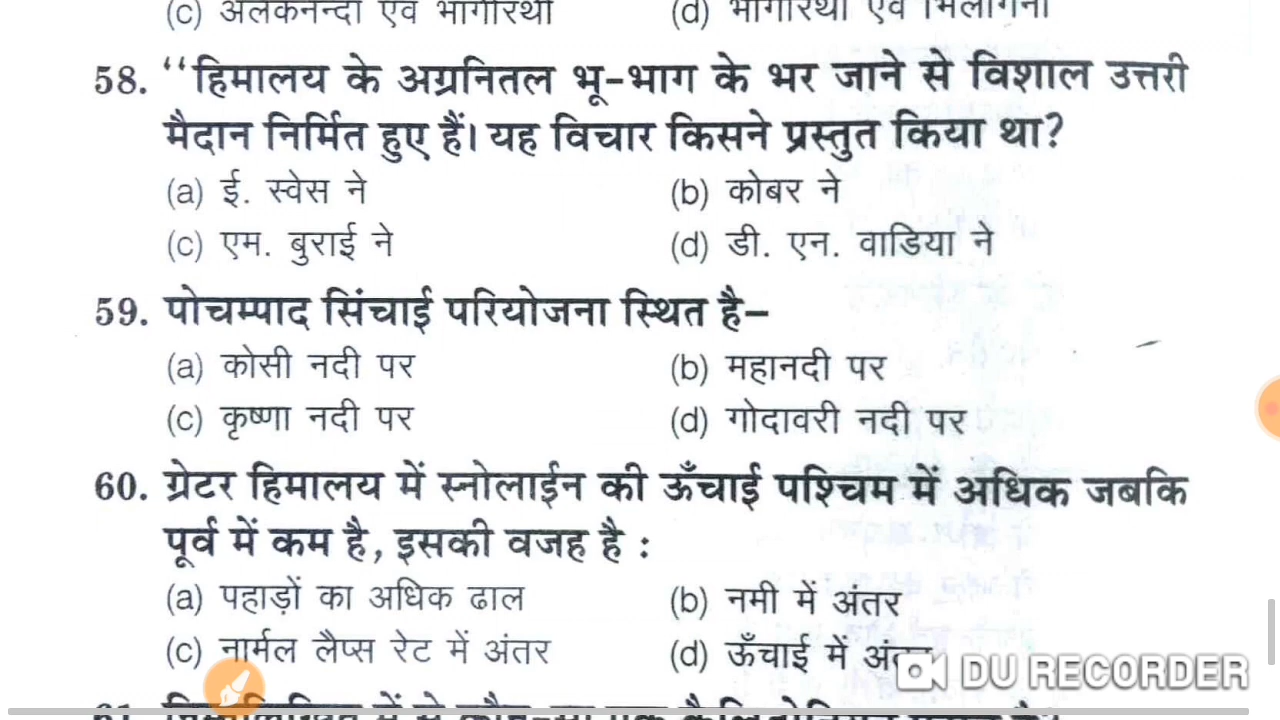 (c) अलकनन्दा एवं भागीरथी (d) भागीरथी एवं भिलांगना
58. ‘‘हिमालय के अग्रनितल भू-भाग के भर जाने से विशाल उत्तरी
मैदान निर्मित हुए हैं। यह विचार किसने प्रस्तुत किया था?
(a) ई. स्वेस ने (b) कोबर ने
(c) एम. बुराई ने (d) डी. एन. वाडिया ने
59. पोचम्पाद सिंचाई परियोजना स्थित है–
(a) कोसी नदी पर (b) महानदी पर
(c) कृष्णा नदी पर (d) गोदावरी नदी पर
60. ग्रेटर हिमालय में स्नोलाईन की ऊँचाई पश्चिम में अधिक जबकि
पूर्व में कम है, इसकी वजह है :
(a) पहाड़ों का अधिक ढाल (b) नमी में अंतर
(c) नार्मल लैप्स रेट में अंतर (d) ऊँचाई में
DU RECORDER
61.